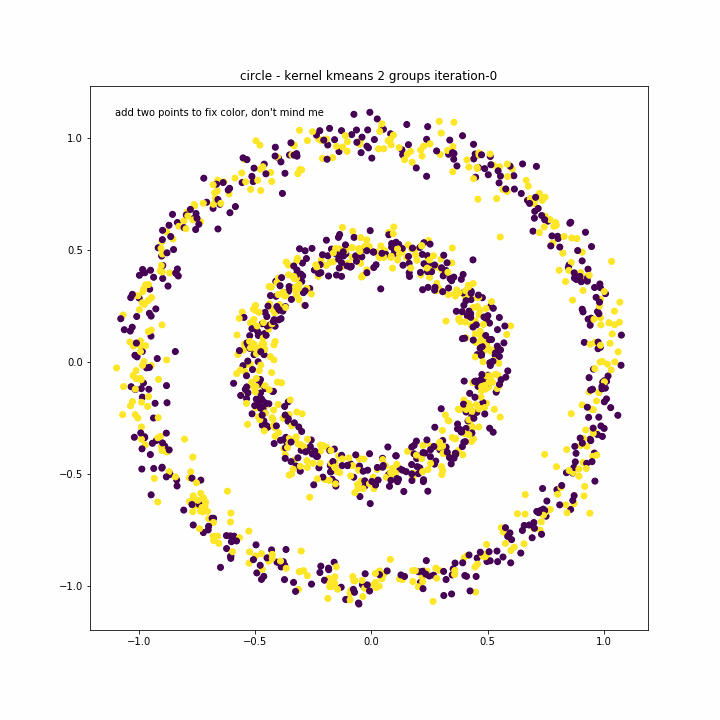 circle - kernel kmeans 2 groups iteration-0
add two points to fix color, don't mind me
1.0
0.5
0.0
−0.5
−1.0
−1.0 −0.5 0.0 0.5 1.0